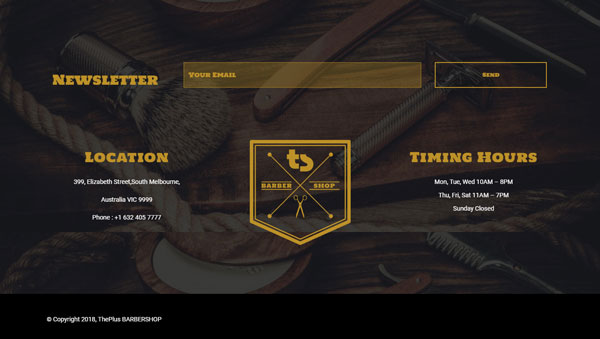 Newsletter
Your Email
Send
Location
399, Elizabeth Street,South Melbourne,
Australia VIC 9999
Phone : +1 632 405 7777
ts
BARBER SHOP
Timing Hours
Mon, Tue, Wed 10AM – 8PM
Thu, Fri, Sat 11AM – 7PM
Sunday Closed
© Copyright 2018, ThePlus BARBERSHOP